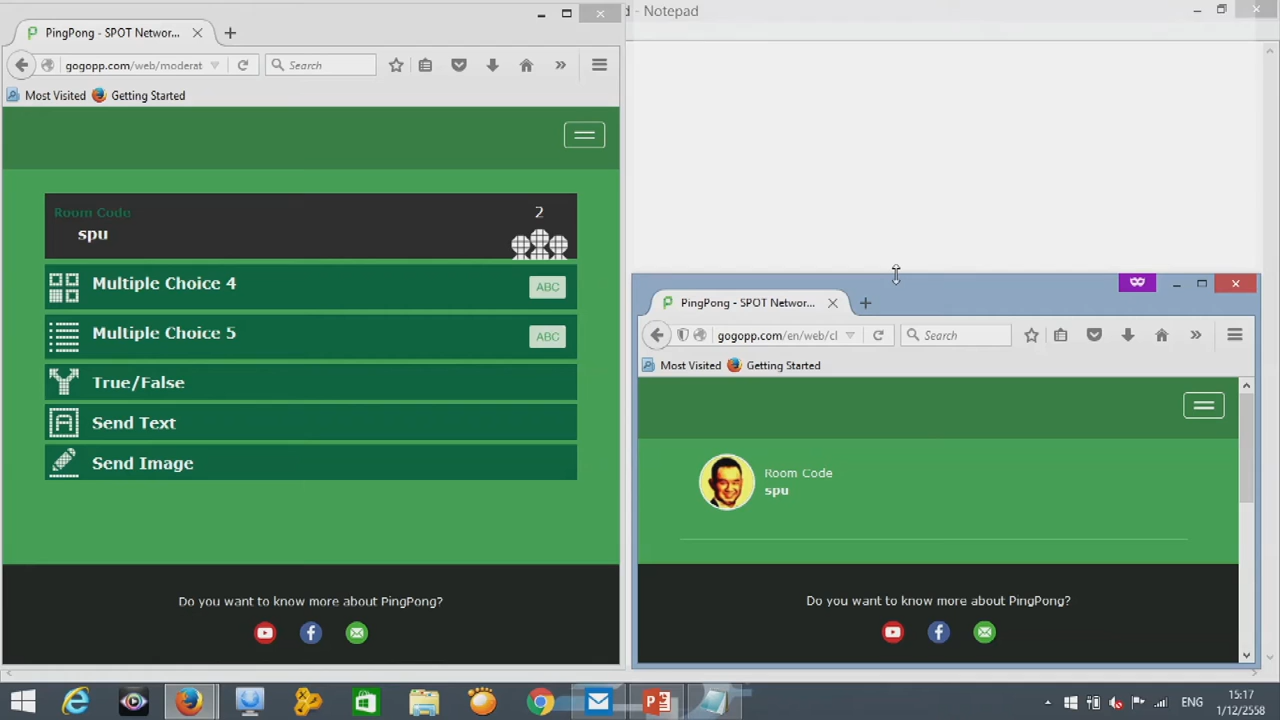 - Notepad
PingPong - SPOT Networ...
gogopp.com/web/moderat
Search
Most Visited
Getting Started
Room Code
spu
2
Multiple Choice 4
ABC
Multiple Choice 5
ABC
True/False
Send Text
Send Image
Do you want to know more about PingPong?
PingPong - SPOT Networ...
gogopp.com/en/web/cl
Search
Most Visited
Getting Started
Room Code
spu
Do you want to know more about PingPong?
ENG
15:17
1/12/2558